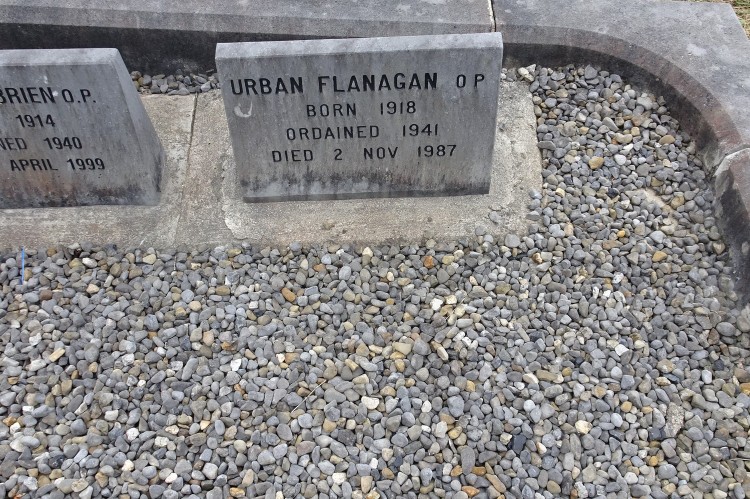 BRIEN O.P.
1914
NED 1940
APRIL 1999
URBAN FLANAGAN O P
BORN 1918
ORDAINED 1941
DIED 2 NOV 1987